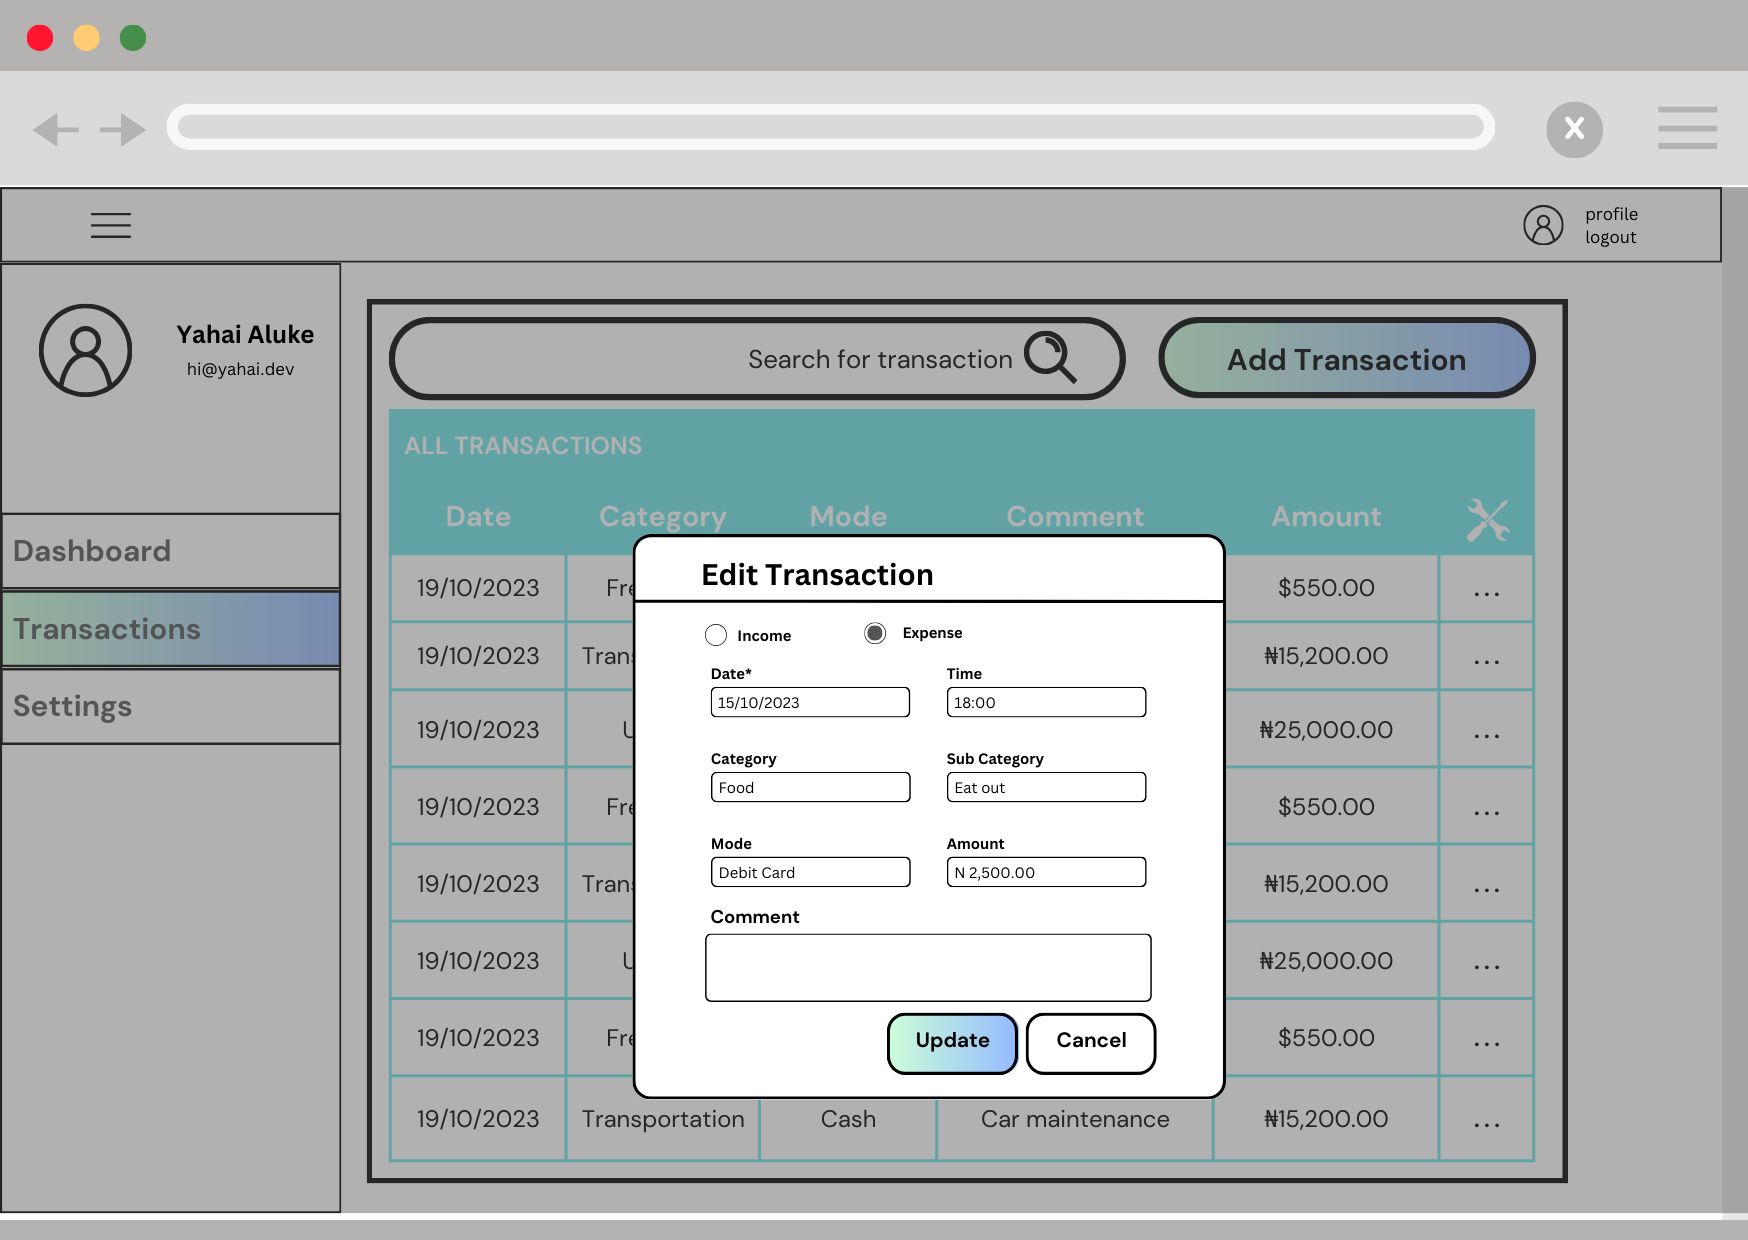 X
profile
logout
Yahai Aluke
hi@yahai.dev
Search for transaction
Add Transaction
ALL TRANSACTIONS
Date Category Mode Comment Amount
Dashboard
Transactions
Settings
19/10/2023 Fre $550.00 ...
19/10/2023 Trans ₦15,200.00 ...
19/10/2023 U ₦25,000.00 ...
19/10/2023 Fre $550.00 ...
19/10/2023 Trans ₦15,200.00 ...
19/10/2023 U ₦25,000.00 ...
19/10/2023 Fre $550.00 ...
19/10/2023 Transportation Cash Car maintenance ₦15,200.00 ...
Edit Transaction
Income Expense
Date* Time
15/10/2023 18:00
Category Sub Category
Food Eat out
Mode Amount
Debit Card N 2,500.00
Comment
Update Cancel